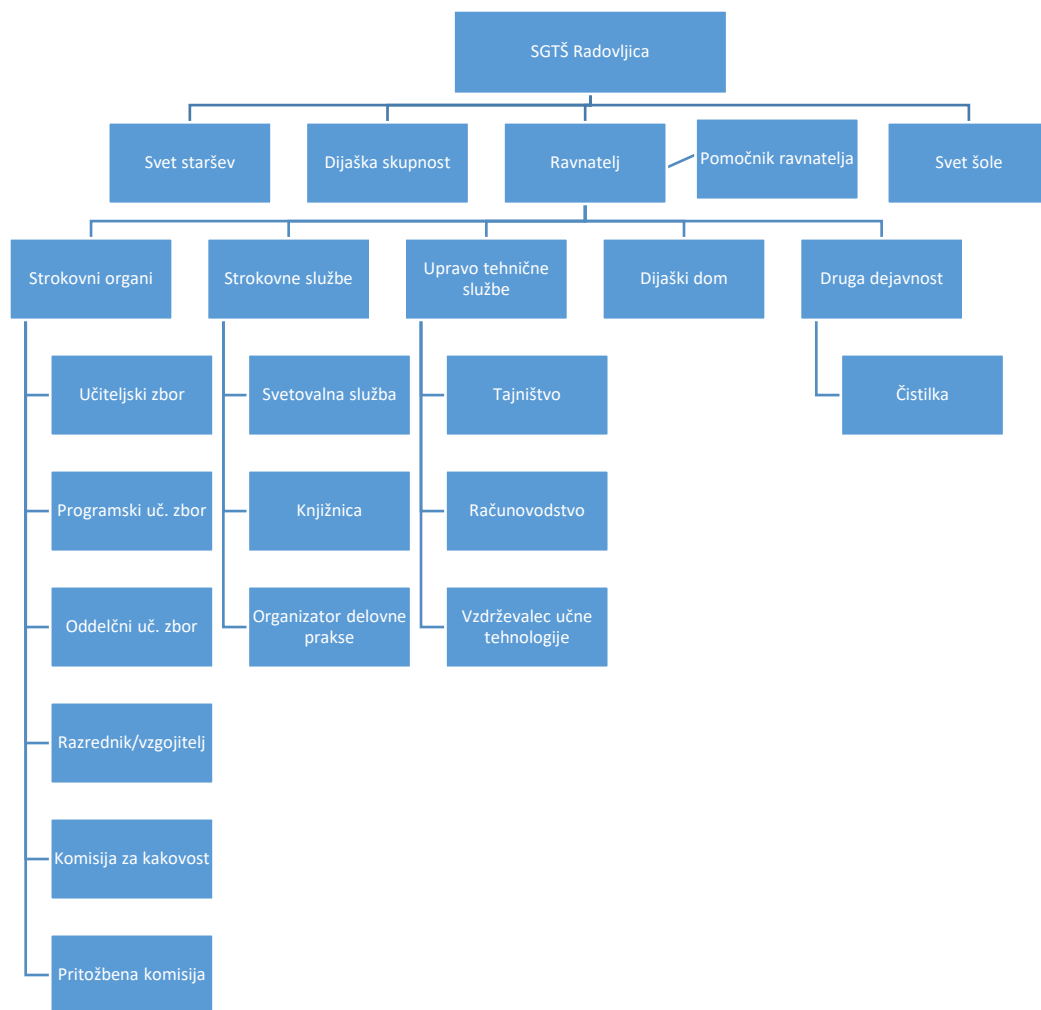 SGTŠ Radovljica
Svet staršev
Dijaška skupnost
Ravnatelj
Pomočnik ravnatelja
Svet šole
Strokovni organi
Strokovne službe
Upravo tehnične
službe
Dijaški dom
Druga dejavnost
Učiteljski zbor
Svetovalna služba
Tajništvo
Čistilka
Programski uč. zbor
Knjižnica
Računovodstvo
Oddelčni uč. zbor
Organizator delovne
prakse
Vzdrževalec učne
tehnologije
Razrednik/vzgojitelj
Komisija za kakovost
Pritožbena komisija